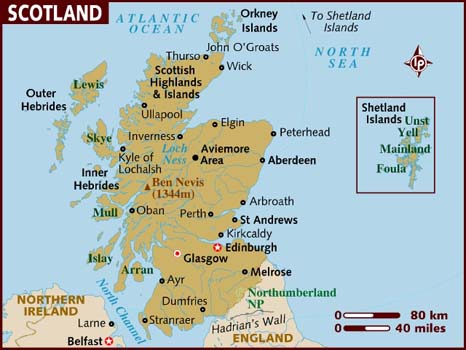 SCOTLAND
ATLANTIC
OCEAN
Orkney
Islands
To Shetland
Islands
John O'Groats
Thurso
Wick
NORTH
SEA
LP
Scottish
Highlands
& Islands
Lewis
Outer
Hebrides
Ullapool
Shetland
Islands
Unst
Yell
Mainland
Foula
Elgin
Peterhead
Skye
Inverness
Loch
Ness
Aviemore
Area
Aberdeen
Kyle of
Lochalsh
Inner
Hebrides
Ben Nevis
(1344m)
Arbroath
Mull
Oban
Perth
St Andrews
Kirkcaldy
Edinburgh
Islay
Glasgow
Arran
Melrose
Ayr
Northumberland
NP
NORTHERN
IRELAND
North Channel
Dumfries
Larne
Stranraer
Hadrian's Wall
Belfast
ENGLAND
0 80 km
0 40 miles